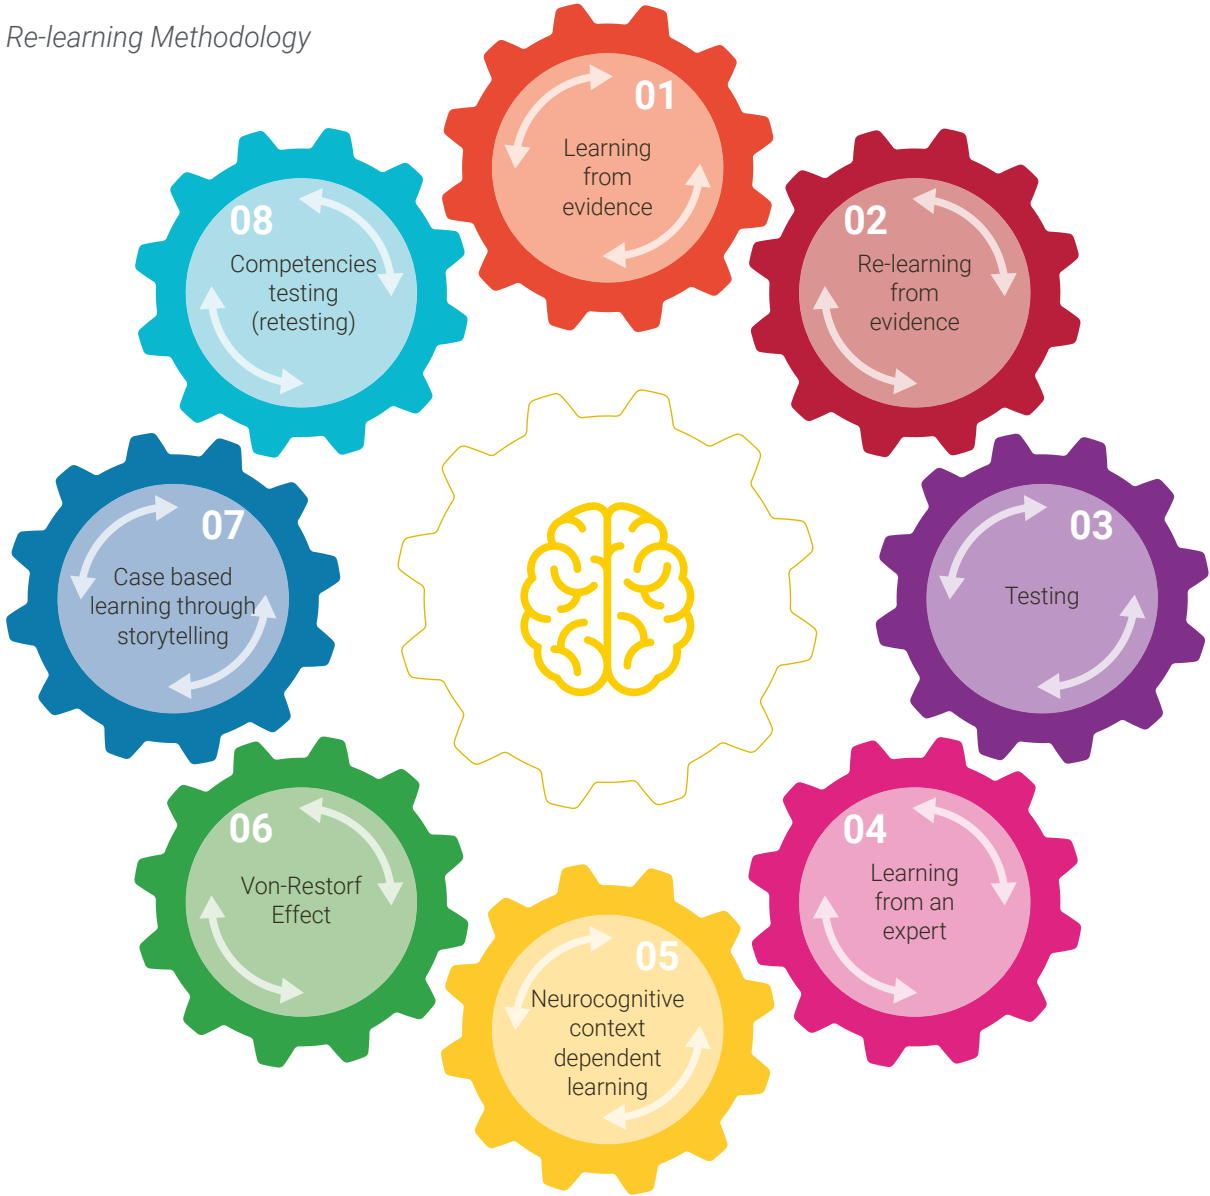 Re-learning Methodology
01
Learning
from
evidence
02
Re-learning
from
evidence
03
Testing
04
Learning
from an
expert
05
Neurocognitive
context
dependent
learning
06
Von-Restorf
Effect
07
Case based
learning through
storytelling
08
Competencies
testing
(retesting)